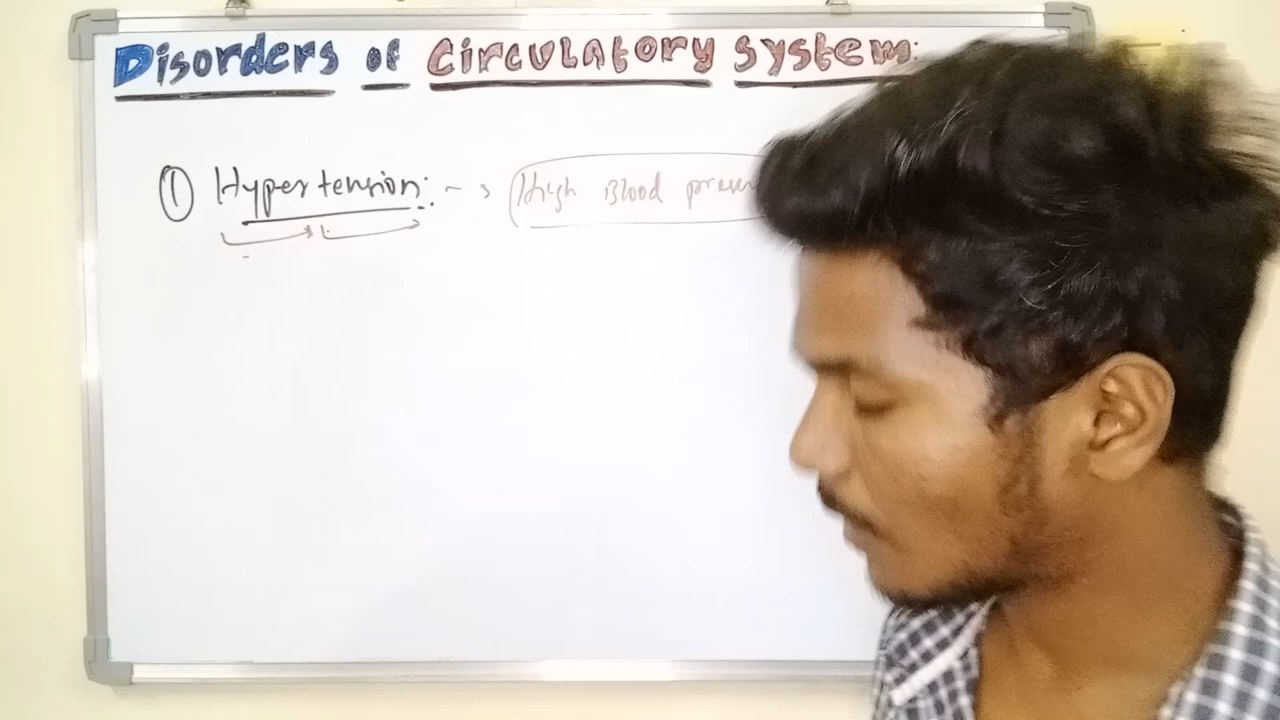 Disorders of Circulatory System:
① Hypertension: → High Blood